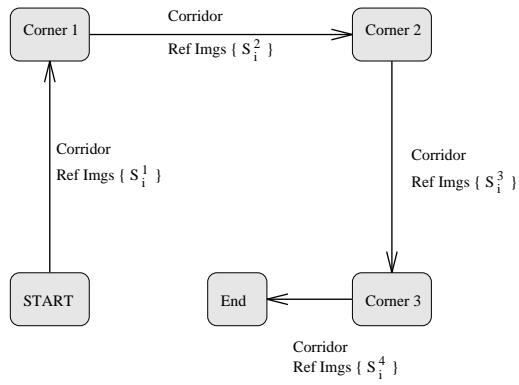 Corner 1
Corridor
Ref Imgs { S_i^2 }
Corner 2
Corridor
Ref Imgs { S_i^1 }
Corridor
Ref Imgs { S_i^3 }
START
End
Corner 3
Corridor
Ref Imgs { S_i^4 }